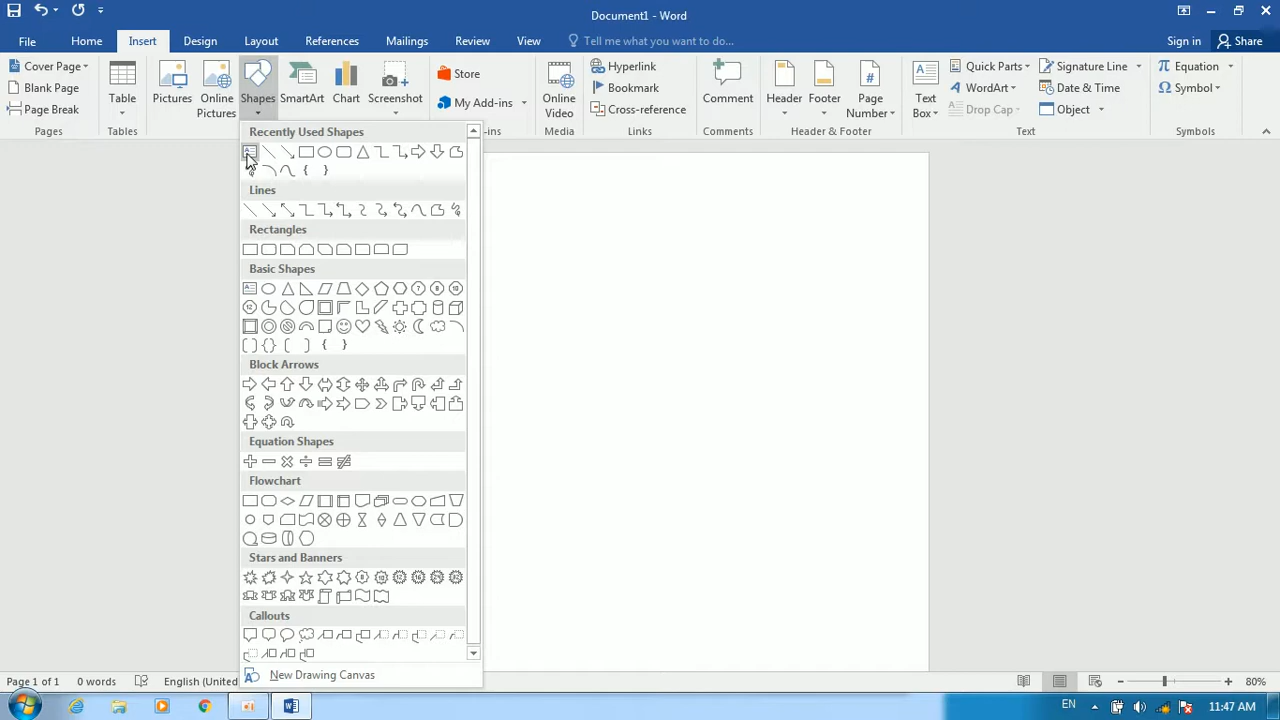 Document1 - Word
File Home Insert Design Layout References Mailings Review View Tell me what you want to do... Sign in Share
Cover Page
Blank Page
Page Break
Pages
Table
Tables
Pictures
Online Pictures
Shapes
SmartArt
Chart
Screenshot
Store
My Add-ins
Add-ins
Online Video
Media
Hyperlink
Bookmark
Cross-reference
Links
Comment
Comments
Header
Footer
Page Number
Header & Footer
Text Box
Quick Parts
WordArt
Drop Cap
Signature Line
Date & Time
Object
Text
Equation
Symbol
Symbols
Recently Used Shapes
Lines
Rectangles
Basic Shapes
Block Arrows
Equation Shapes
Flowchart
Stars and Banners
Callouts
New Drawing Canvas
Page 1 of 1 0 words English (United 80%
EN 11:47 AM